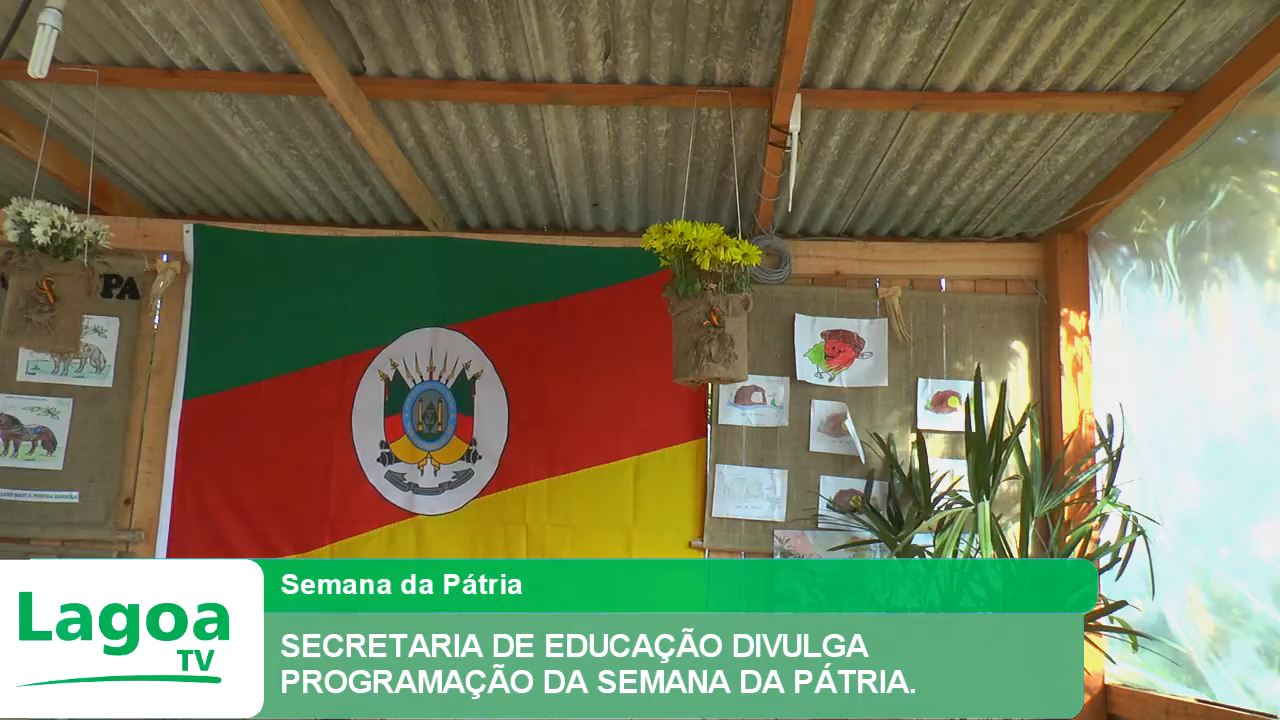 PA
Semana da Pátria
Lagoa
TV
SECRETARIA DE EDUCAÇÃO DIVULGA
PROGRAMAÇÃO DA SEMANA DA PÁTRIA.